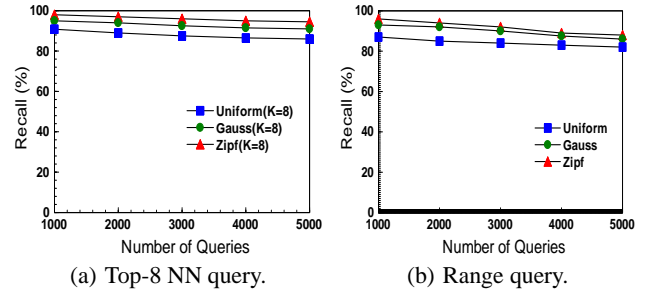 100
80
60
40
20
0
Recall (%)
Uniform(K=8)
Gauss(K=8)
Zipf(K=8)
1000 2000 3000 4000 5000
Number of Queries
(a) Top-8 NN query.
100
80
60
40
20
0
Recall (%)
Uniform
Gauss
Zipf
1000 2000 3000 4000 5000
Number of Queries
(b) Range query.